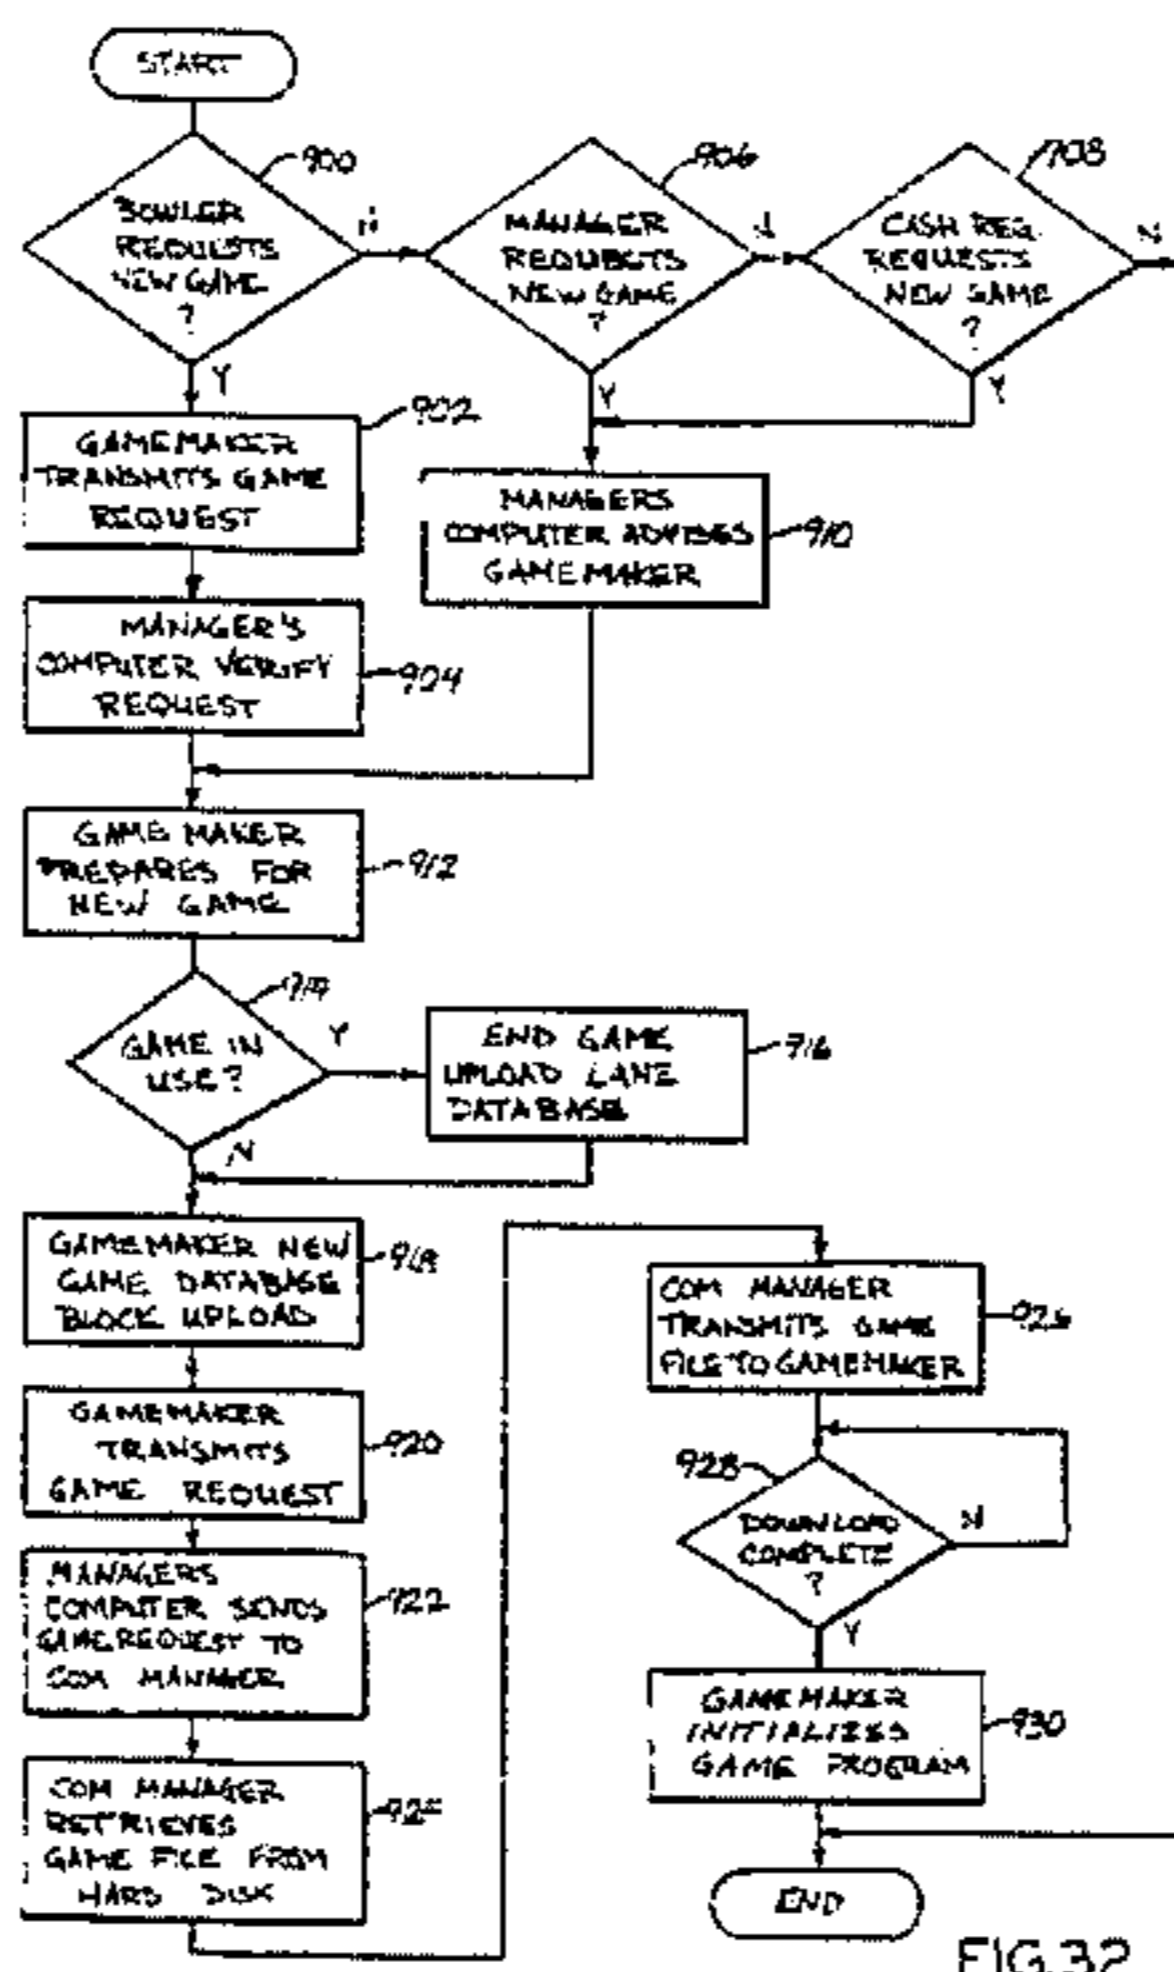 START
900
BOWLER
REQUESTS
NEW GAME
?
N
Y
906
MANAGER
REQUESTS
NEW GAME
?
N
Y
908
CASH REG.
REQUESTS
NEW GAME
?
N
Y
902
GAMEMAKER
TRANSMITS GAME
REQUEST
MANAGERS
COMPUTER ADVISES
GAMEMAKER
910
MANAGER'S
COMPUTER VERIFY
REQUEST
904
GAME MAKER
PREPARES FOR
NEW GAME
912
914
GAME IN
USE?
Y
N
END GAME
UPLOAD LANE
DATABASE
916
GAMEMAKER NEW
GAME DATABASE
BLOCK UPLOAD
918
GAMEMAKER
TRANSMITS
GAME REQUEST
920
MANAGERS
COMPUTER SENDS
GAME REQUEST TO
COM MANAGER
922
COM MANAGER
RETRIEVES
GAME FILE FROM
HARD DISK
924
COM MANAGER
TRANSMITS GAME
FILE TO GAMEMAKER
926
928
DOWNLOAD
COMPLETE
?
N
Y
GAMEMAKER
INITIALIZES
GAME PROGRAM
930
END
FIG.32